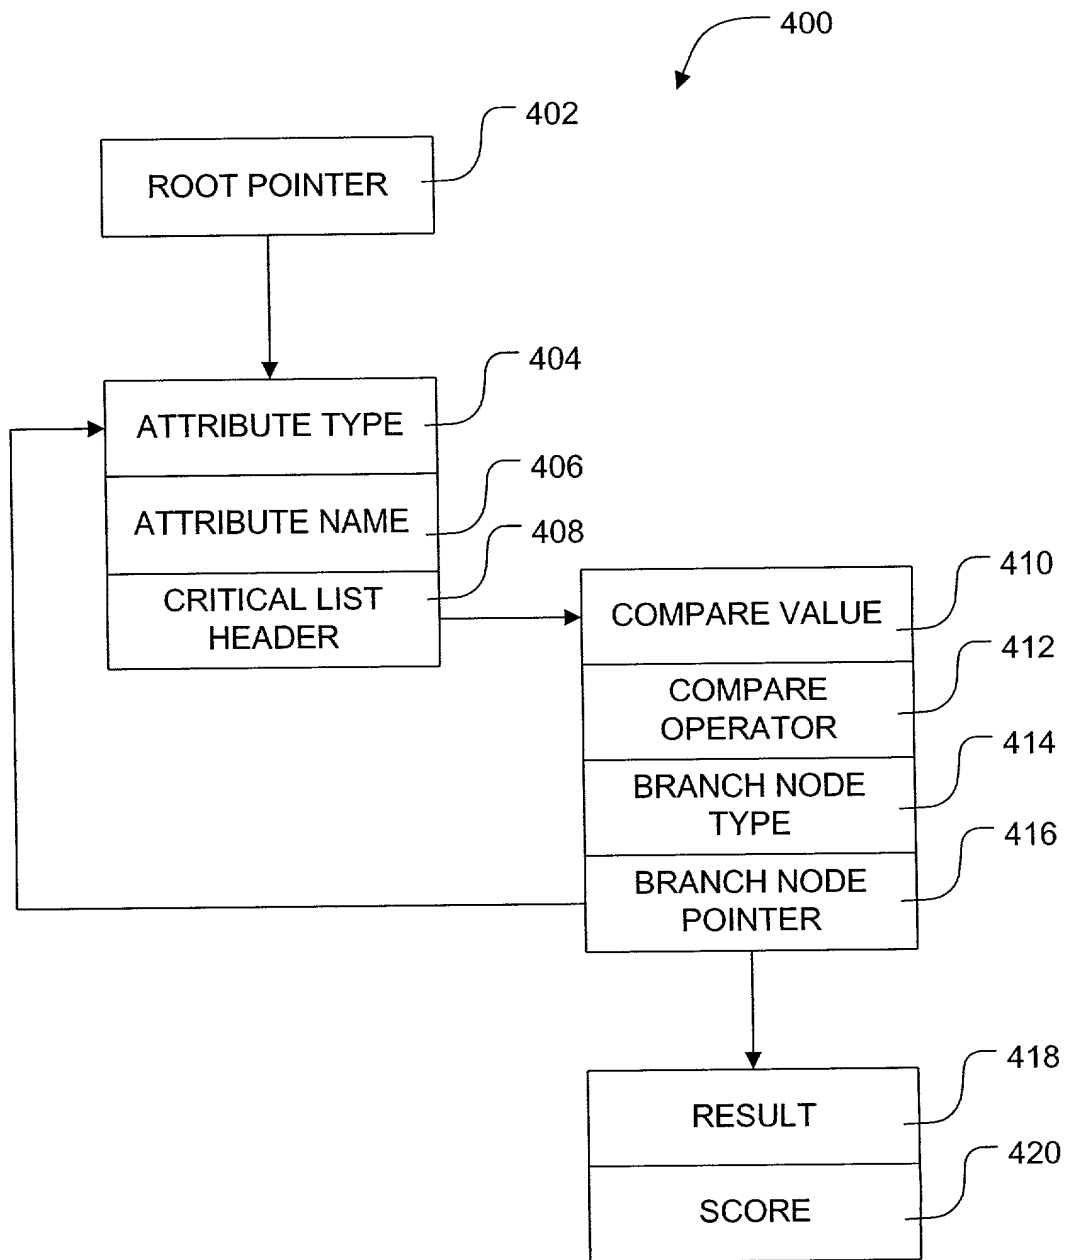 400
402
ROOT POINTER
404
ATTRIBUTE TYPE
406
ATTRIBUTE NAME
408
CRITICAL LIST
HEADER
410
COMPARE VALUE
412
COMPARE
OPERATOR
414
BRANCH NODE
TYPE
416
BRANCH NODE
POINTER
418
RESULT
420
SCORE